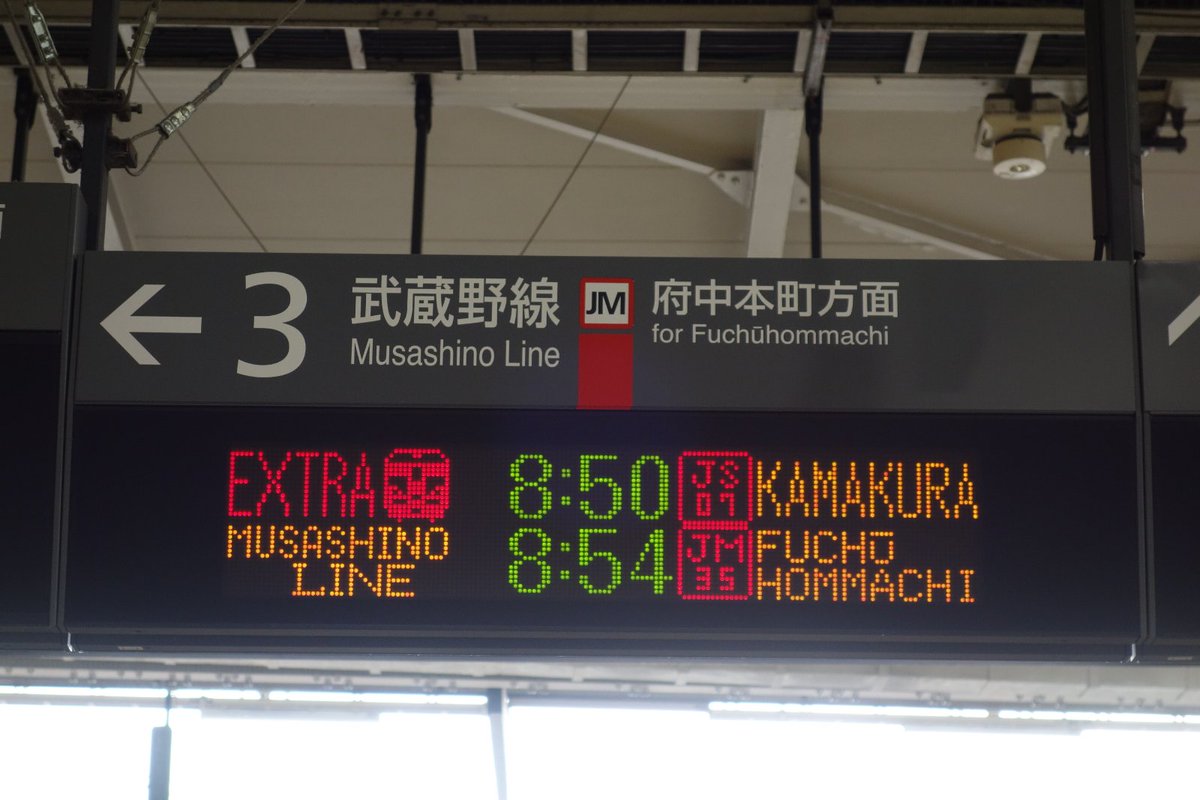 ← 3 武蔵野線 JM 府中本町方面
Musashino Line for Fuchūhommachi
EXTRA 8:50 JS 07 KAMAKURA
MUSASHINO LINE 8:54 JM 35 FUCHŪ HOMMACHI